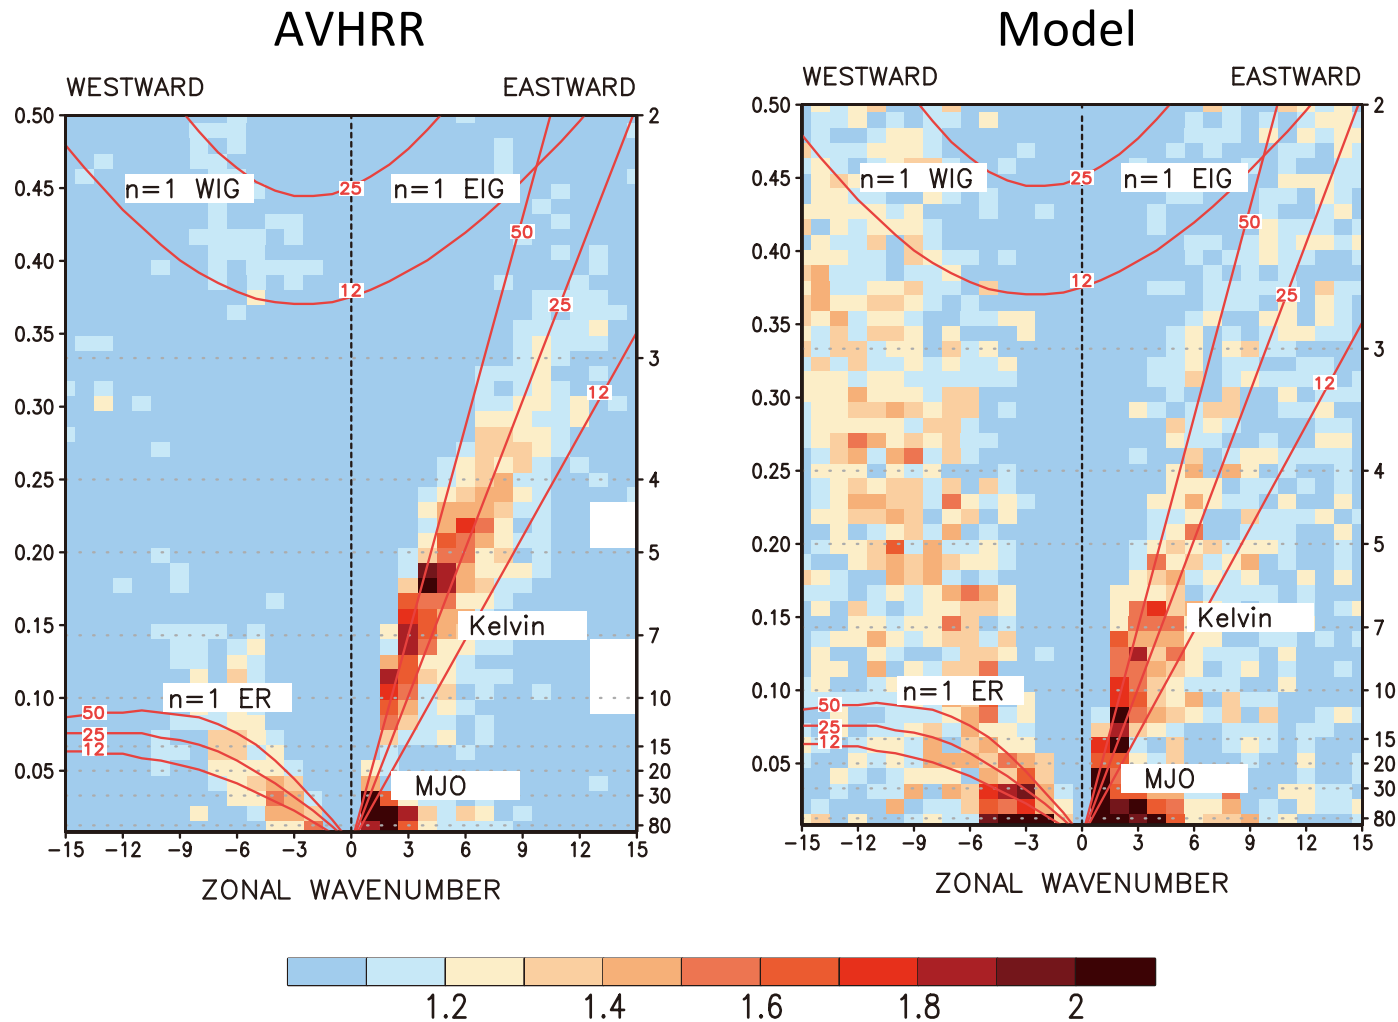 AVHRR
Model
WESTWARD EASTWARD
WESTWARD EASTWARD
0.50
0.45
0.40
0.35
0.30
0.25
0.20
0.15
0.10
0.05
2
3
4
5
7
10
15
20
30
80
n=1 WIG
n=1 EIG
25
12
50
25
12
Kelvin
n=1 ER
50
25
12
MJO
-15 -12 -9 -6 -3 0 3 6 9 12 15
ZONAL WAVENUMBER
0.50
0.45
0.40
0.35
0.30
0.25
0.20
0.15
0.10
0.05
2
3
4
5
7
10
15
20
30
80
n=1 WIG
n=1 EIG
25
12
50
25
12
Kelvin
n=1 ER
50
25
12
MJO
-15 -12 -9 -6 -3 0 3 6 9 12 15
ZONAL WAVENUMBER
1.2 1.4 1.6 1.8 2